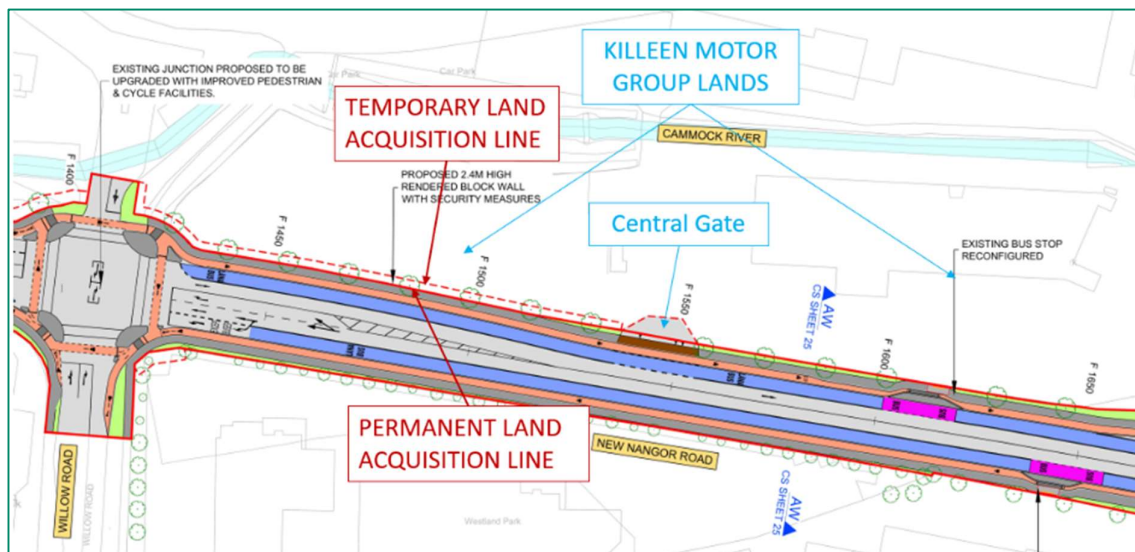 EXISTING JUNCTION PROPOSED TO BE
UPGRADED WITH IMPROVED PEDESTRIAN
& CYCLE FACILITIES.
Car Park
Car Park
KILLEEN MOTOR
GROUP LANDS
TEMPORARY LAND
ACQUISITION LINE
CAMMOCK RIVER
PROPOSED 2.4M HIGH
RENDERED BLOCK WALL
WITH SECURITY MEASURES
Central Gate
EXISTING BUS STOP
RECONFIGURED
F 1400
F 1450
F 1500
F 1550
F 1600
F 1650
AW
CS SHEET 25
PERMANENT LAND
ACQUISITION LINE
NEW NANGOR ROAD
AW
CS SHEET 25
WILLOW ROAD
WILLOW ROAD
Westland Park